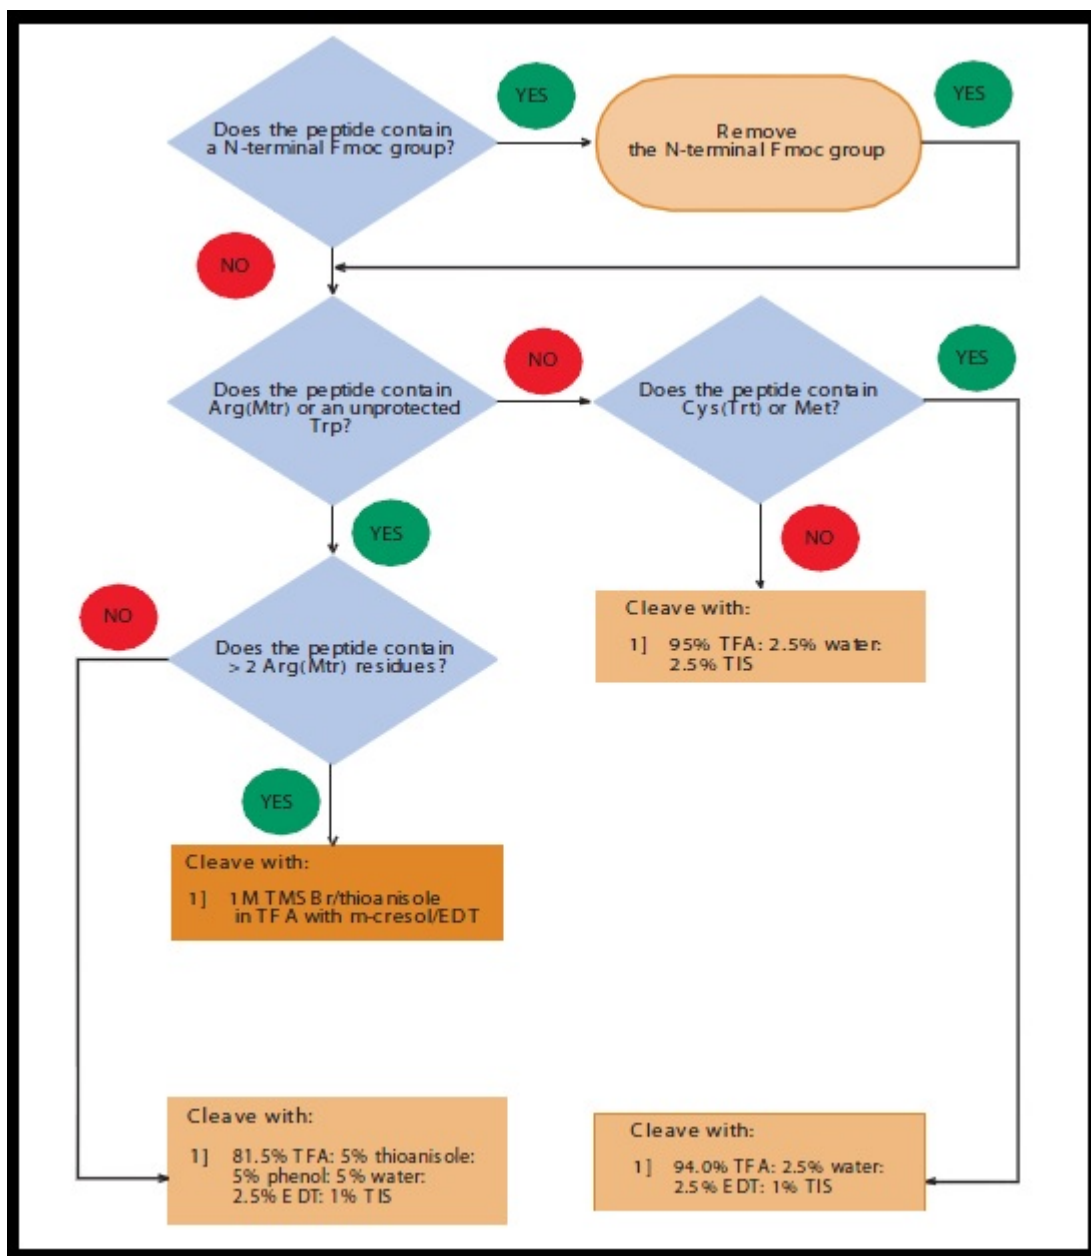 Does the peptide contain
a N-terminal Fmoc group?
YES
Remove
the N-terminal Fmoc group
YES
NO
Does the peptide contain
Arg(Mtr) or an unprotected
Trp?
NO
Does the peptide contain
Cys(Trt) or Met?
YES
YES
NO
NO
Does the peptide contain
> 2 Arg(Mtr) residues?
Cleave with:
1] 95% TFA: 2.5% water:
2.5% TIS
YES
Cleave with:
1] 1M TMSBr/thioanisole
in TFA with m-cresol/EDT
Cleave with:
1] 81.5% TFA: 5% thioanisole:
5% phenol: 5% water:
2.5% EDT: 1% TIS
Cleave with:
1] 94.0% TFA: 2.5% water:
2.5% EDT: 1% TIS